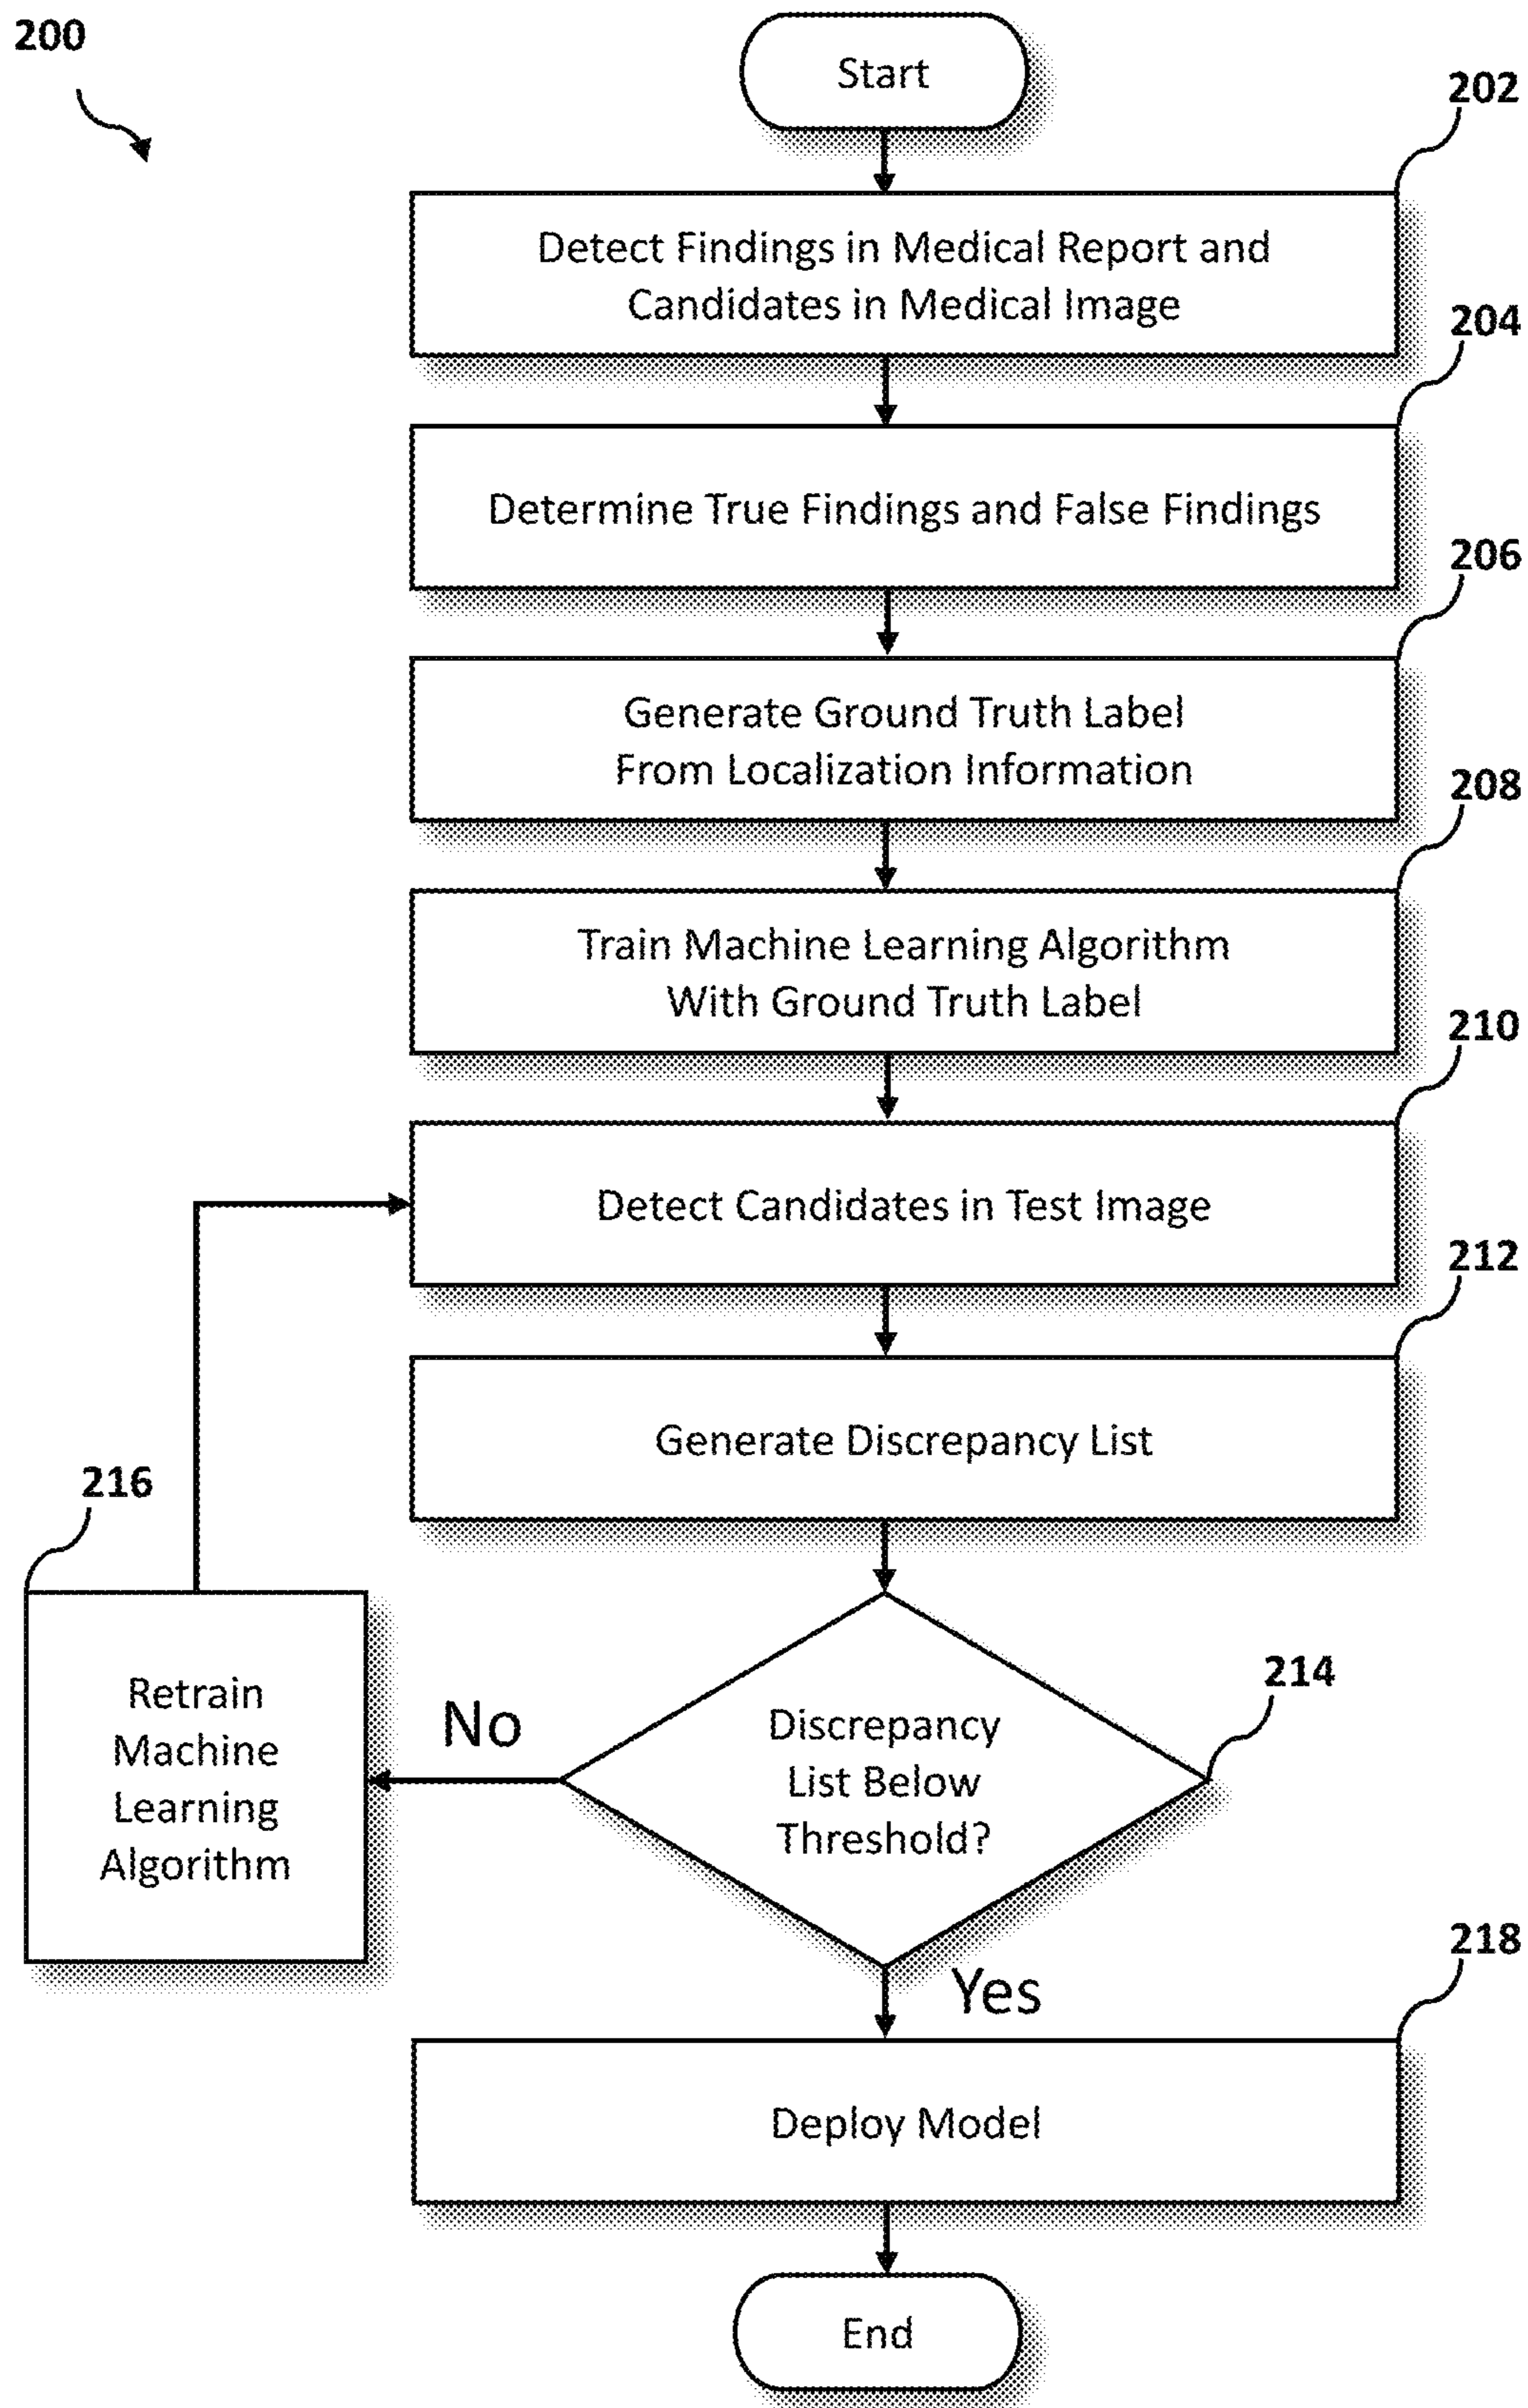 200
Start
202
Detect Findings in Medical Report and
Candidates in Medical Image
204
Determine True Findings and False Findings
206
Generate Ground Truth Label
From Localization Information
208
Train Machine Learning Algorithm
With Ground Truth Label
210
Detect Candidates in Test Image
212
Generate Discrepancy List
216
Retrain
Machine
Learning
Algorithm
No
214
Discrepancy
List Below
Threshold?
Yes
218
Deploy Model
End